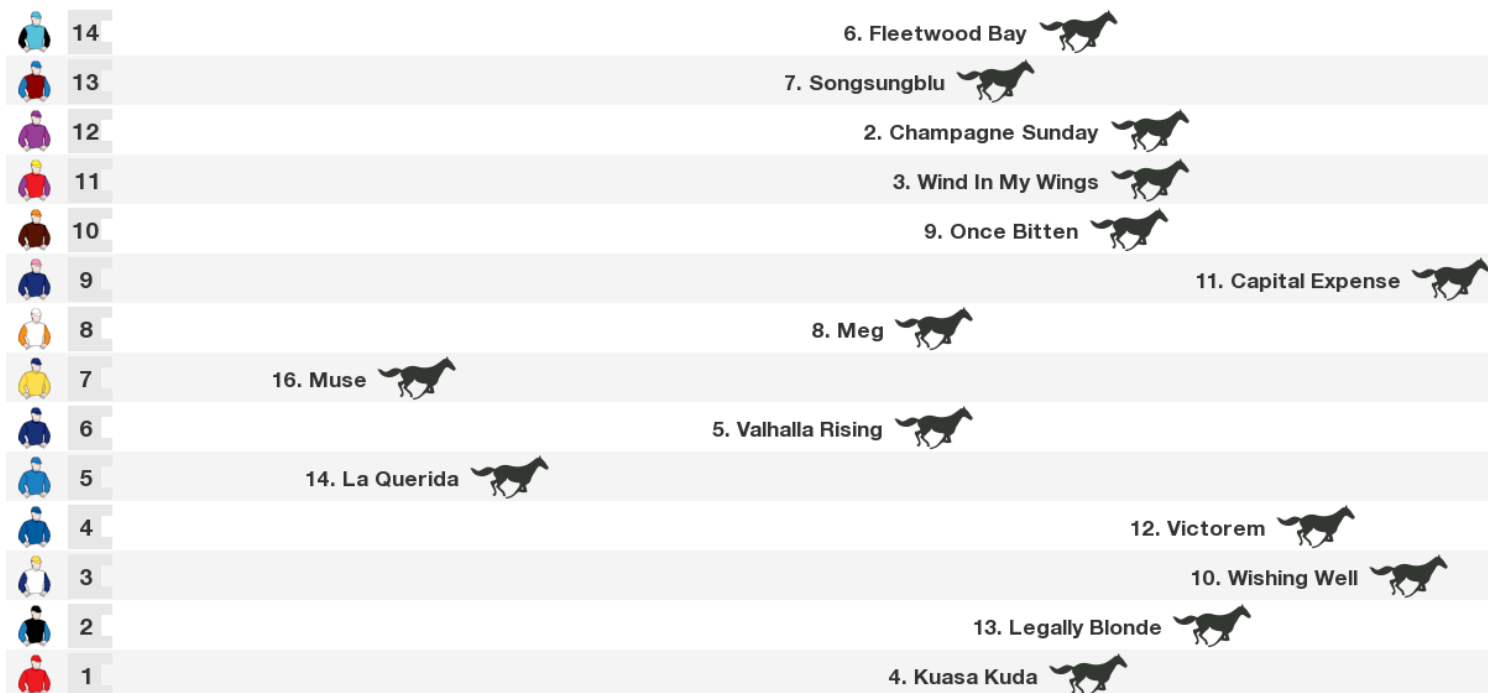 14 6. Fleetwood Bay
13 7. Songsungblu
12 2. Champagne Sunday
11 3. Wind In My Wings
10 9. Once Bitten
9 11. Capital Expense
8 8. Meg
7 16. Muse
6 5. Valhalla Rising
5 14. La Querida
4 12. Victorem
3 10. Wishing Well
2 13. Legally Blonde
1 4. Kuasa Kuda